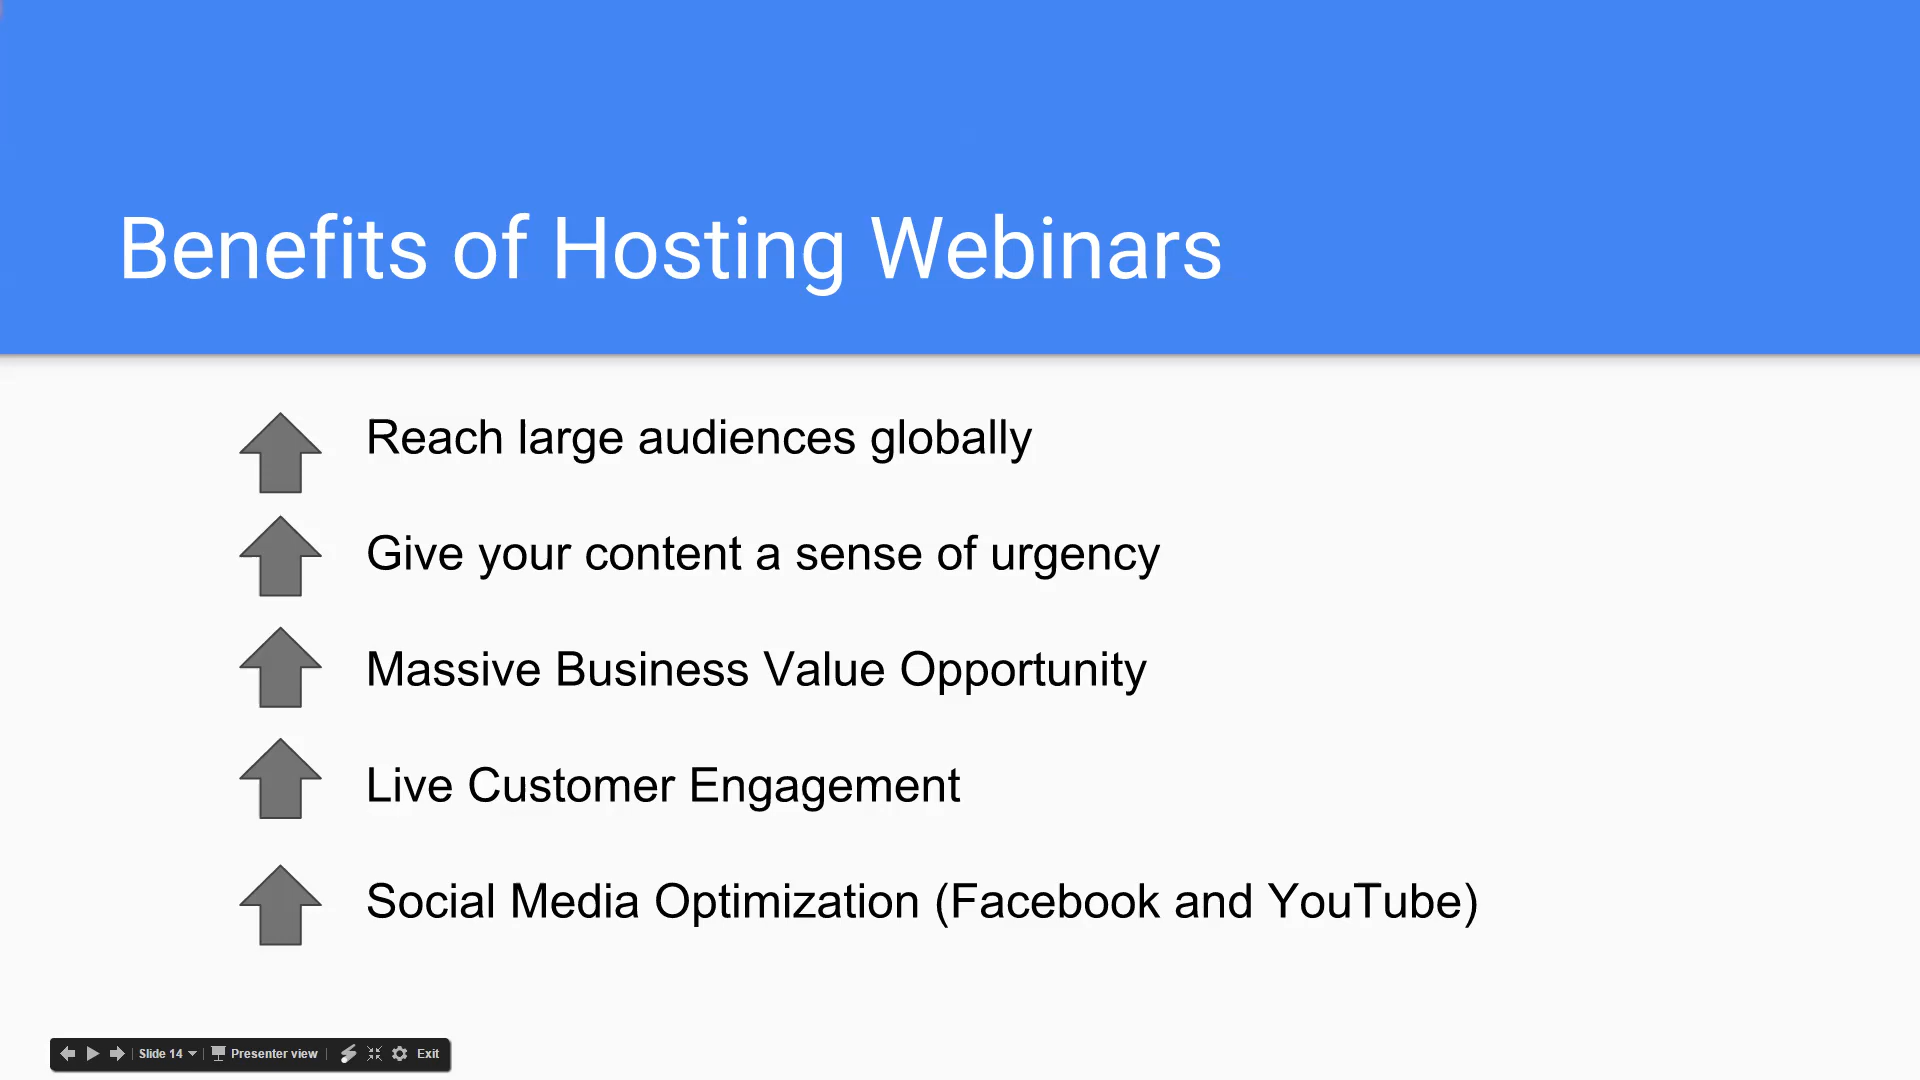 Benefits of Hosting Webinars
Reach large audiences globally
Give your content a sense of urgency
Massive Business Value Opportunity
Live Customer Engagement
Social Media Optimization (Facebook and YouTube)
Slide 14 Presenter view Exit